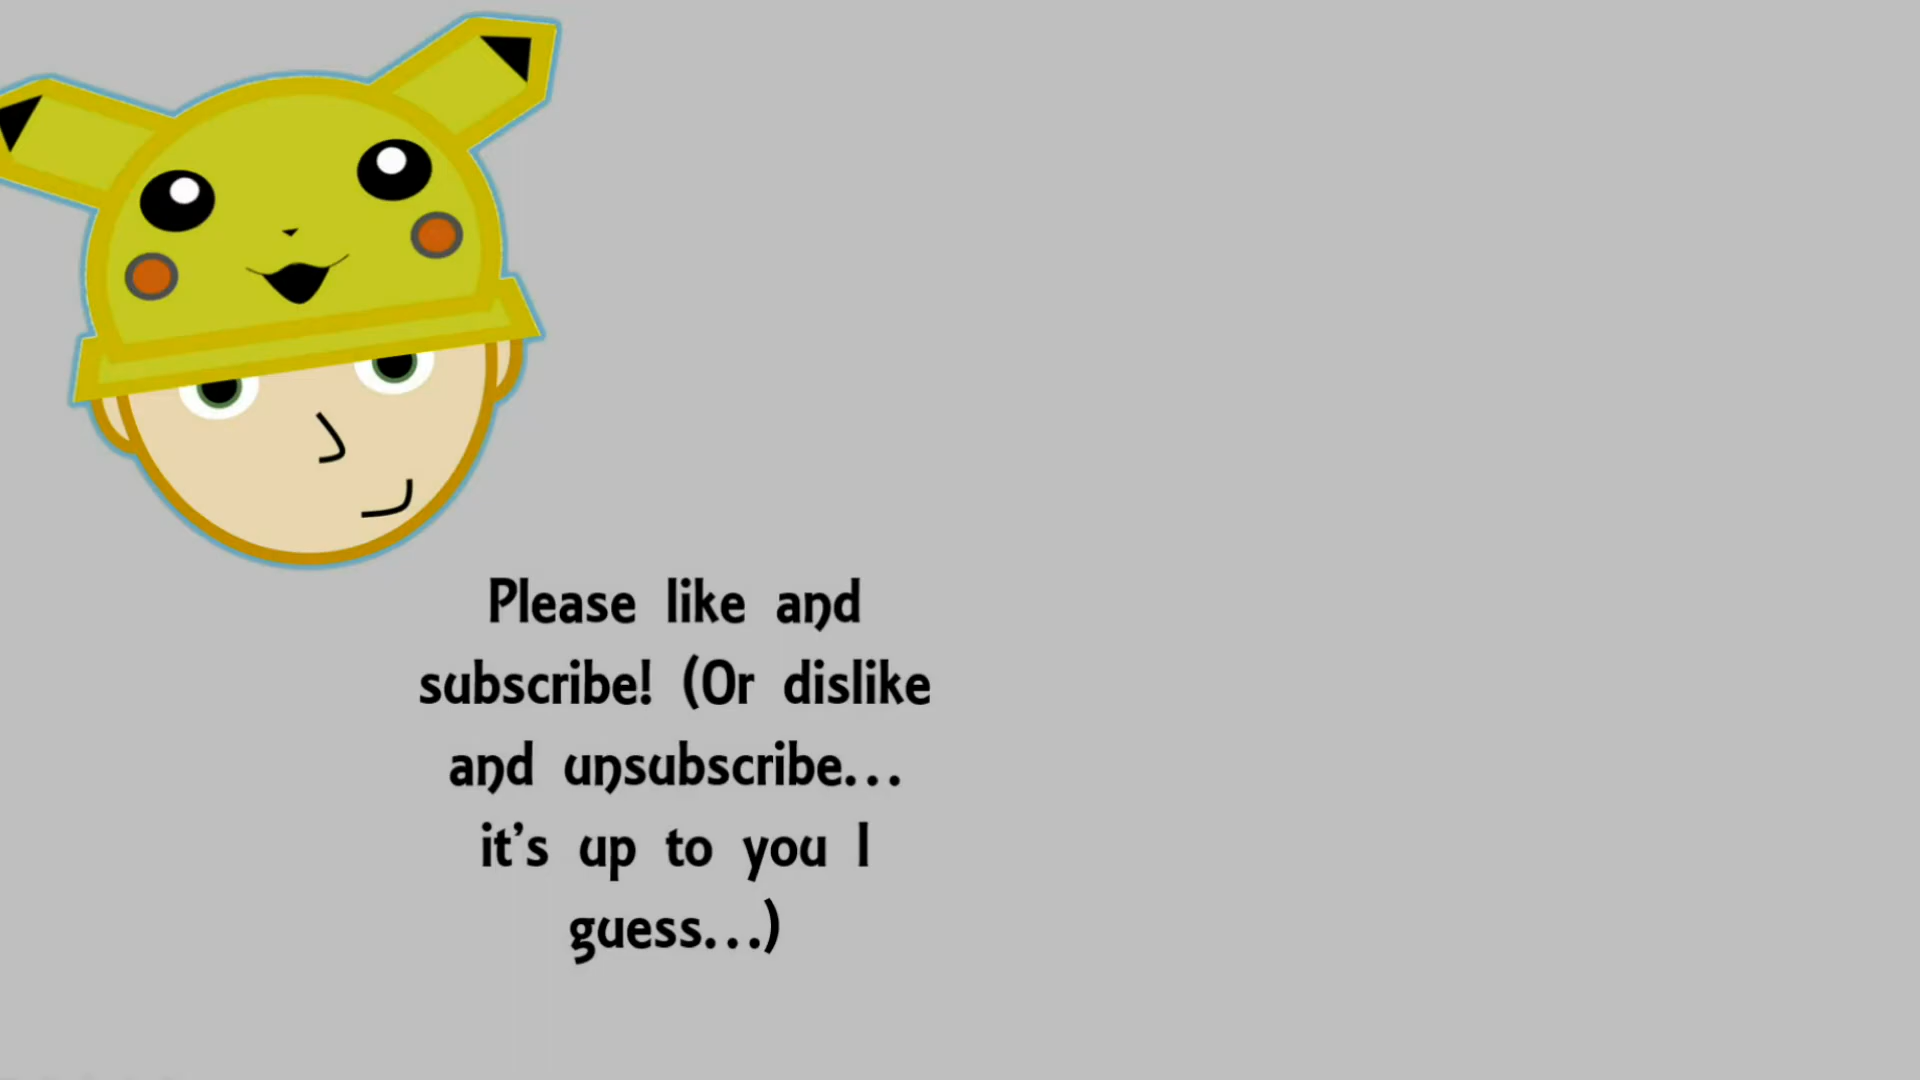 Please like and
subscribe! (Or dislike
and unsubscribe...
it's up to you I
guess...)